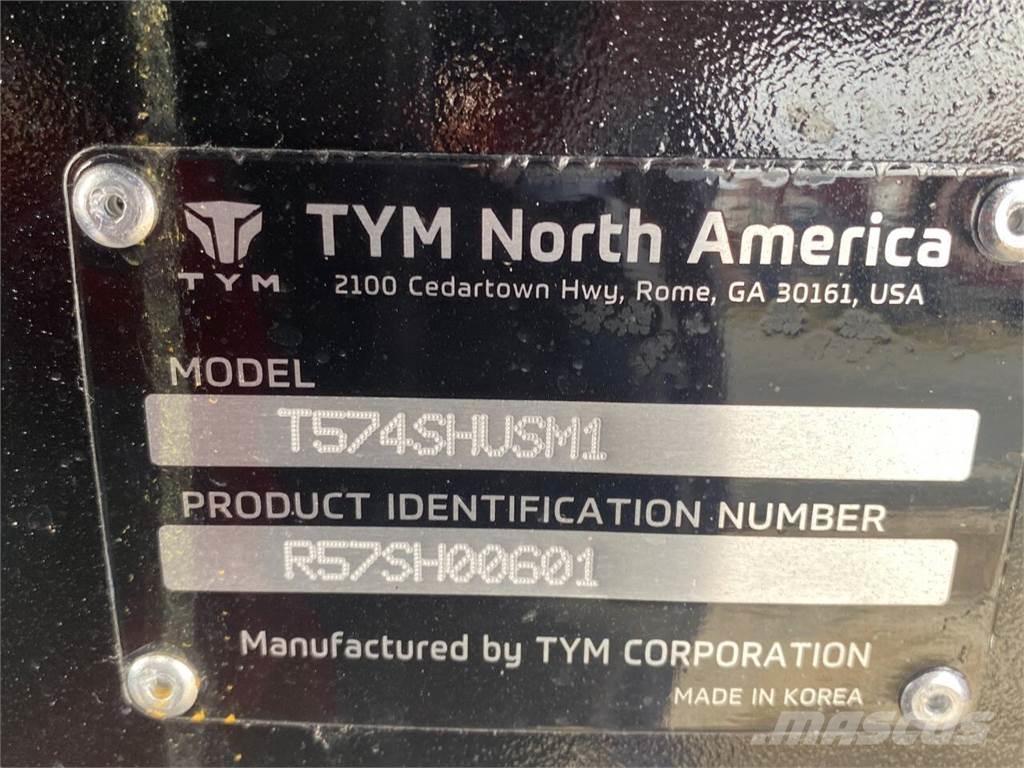 TYM
TYM North America
2100 Cedartown Hwy, Rome, GA 30161, USA
MODEL
T574SHUSM1
PRODUCT IDENTIFICATION NUMBER
R57SH00601
Manufactured by TYM CORPORATION
MADE IN KOREA
MASCUS